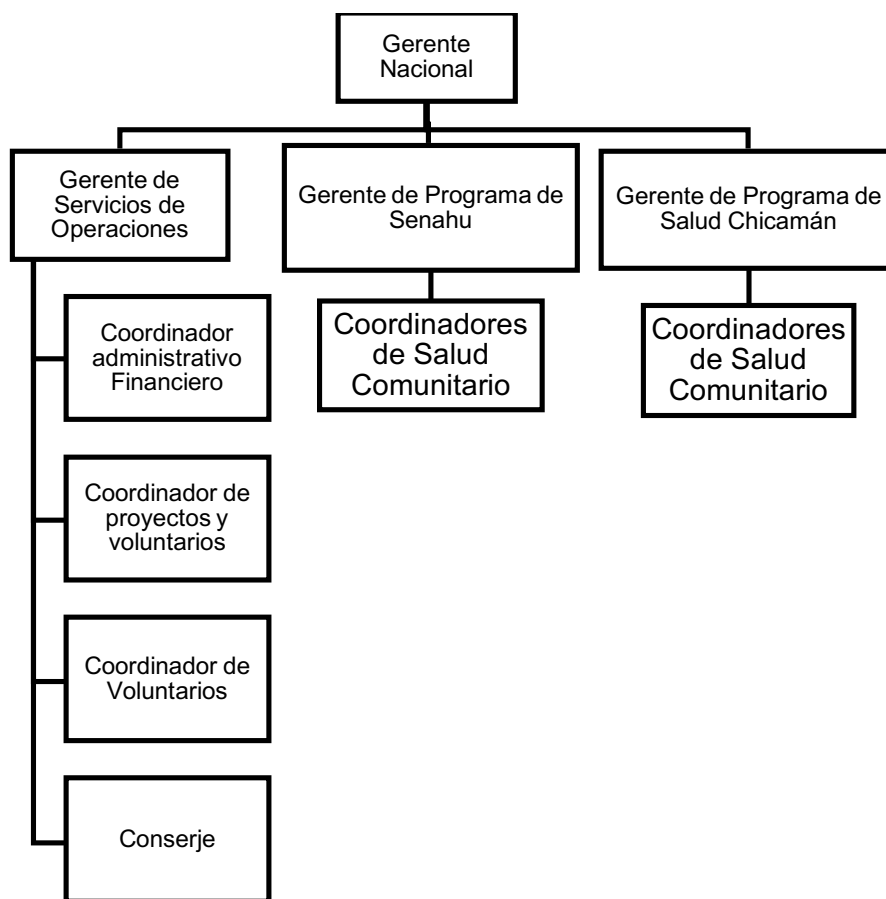 Gerente
Nacional
Gerente de
Servicios de
Operaciones
Gerente de Programa de
Senahu
Gerente de Programa de
Salud Chicamán
Coordinador
administrativo
Financiero
Coordinadores
de Salud
Comunitario
Coordinadores
de Salud
Comunitario
Coordinador de
proyectos y
voluntarios
Coordinador de
Voluntarios
Conserje